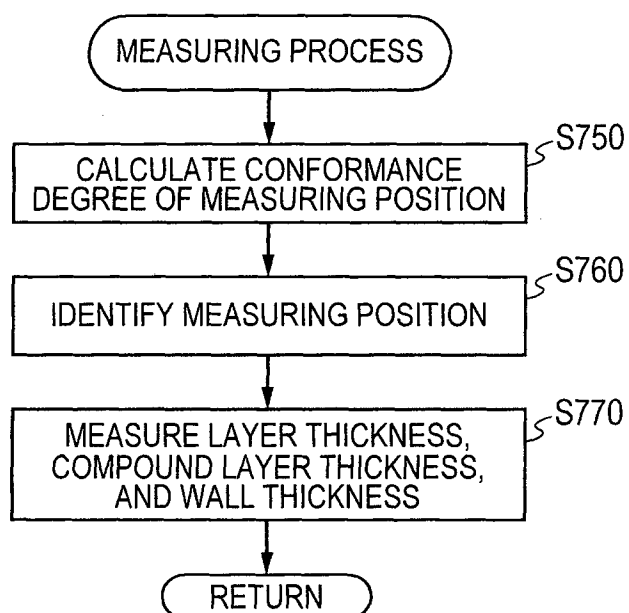 MEASURING PROCESS
S750
CALCULATE CONFORMANCE
DEGREE OF MEASURING POSITION
S760
IDENTIFY MEASURING POSITION
S770
MEASURE LAYER THICKNESS,
COMPOUND LAYER THICKNESS,
AND WALL THICKNESS
RETURN